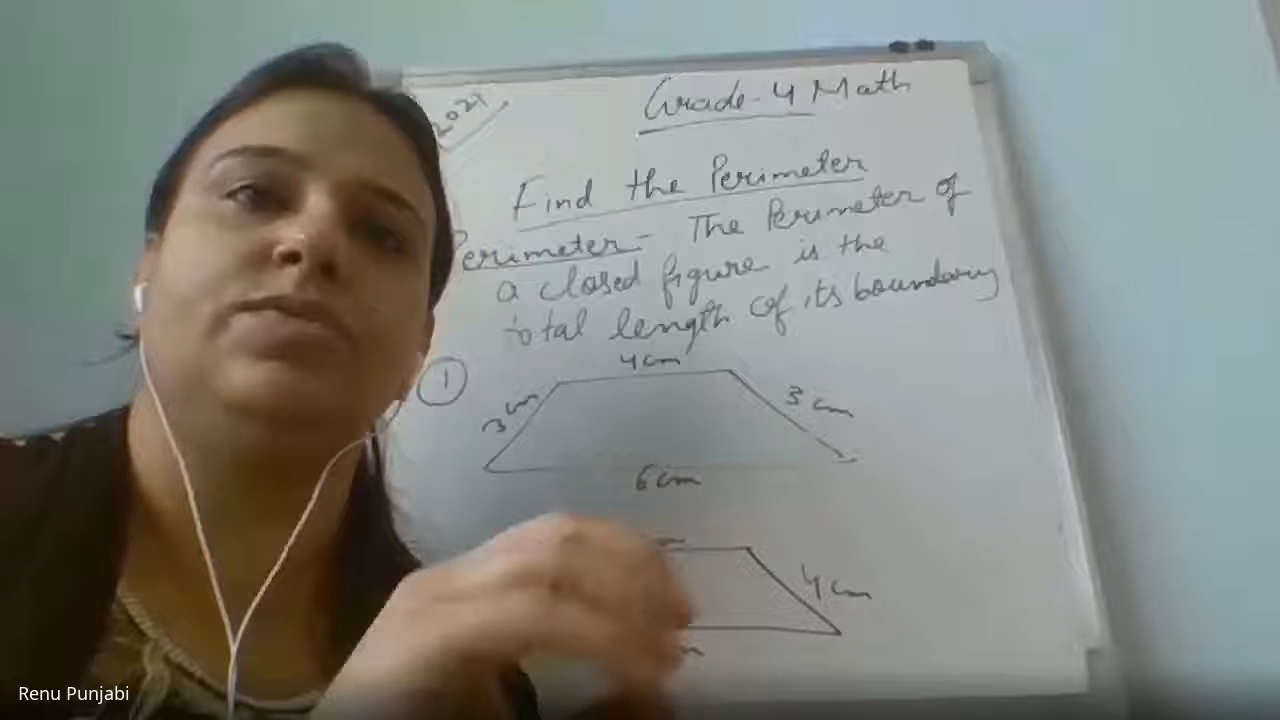 2021
Grade-4 Math
Find the Perimeter
Perimeter - The Perimeter of
a closed figure is the
total length of its boundary
1
4cm
3cm
3cm
6cm
4cm
Renu Punjabi